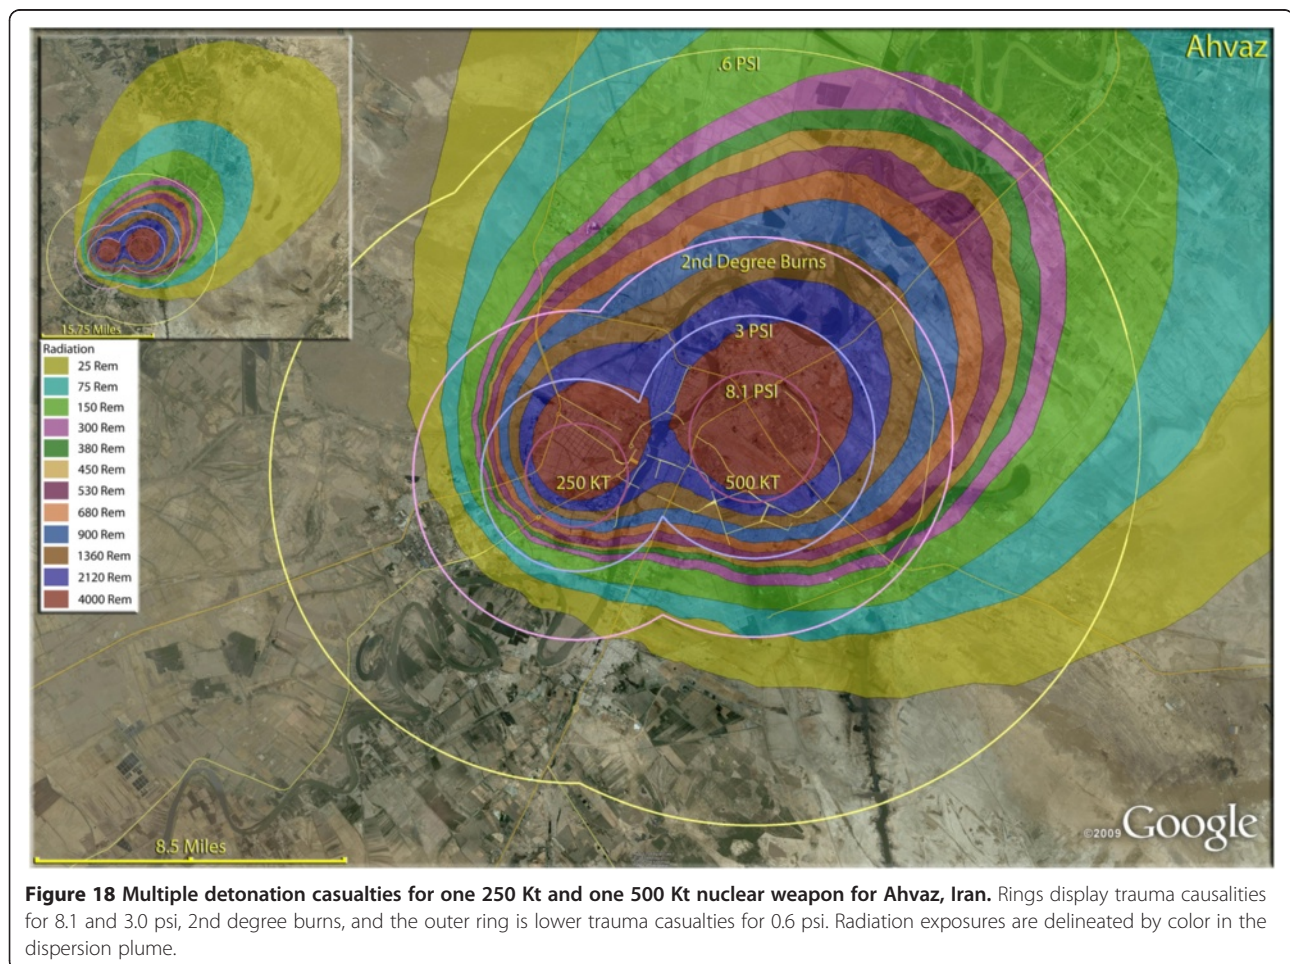 Ahvaz
.6 PSI
2nd Degree Burns
3 PSI
8.1 PSI
250 KT
500 KT
15.75 Miles
Radiation
25 Rem
75 Rem
150 Rem
300 Rem
380 Rem
450 Rem
530 Rem
680 Rem
900 Rem
1360 Rem
2120 Rem
4000 Rem
©2009 Google
8.5 Miles
Figure 18 Multiple detonation casualties for one 250 Kt and one 500 Kt nuclear weapon for Ahvaz, Iran. Rings display trauma causalities
for 8.1 and 3.0 psi, 2nd degree burns, and the outer ring is lower trauma casualties for 0.6 psi. Radiation exposures are delineated by color in the
dispersion plume.